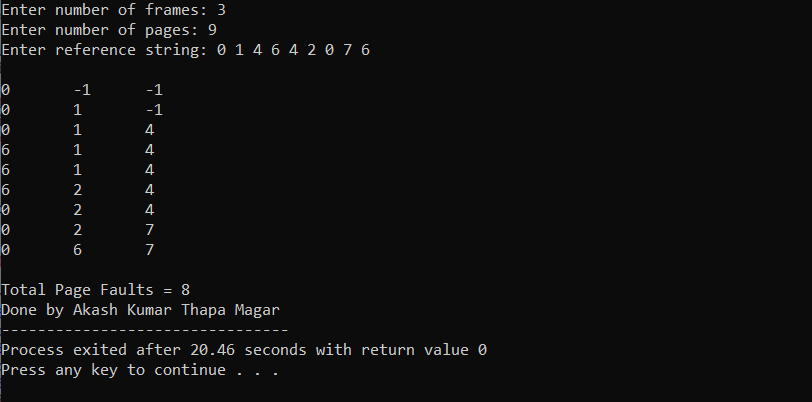 Enter number of frames: 3
Enter number of pages: 9
Enter reference string: 0 1 4 6 4 2 0 7 6
0 -1 -1
0 1 -1
0 1 4
6 1 4
6 1 4
6 2 4
0 2 4
0 2 7
0 6 7
Total Page Faults = 8
Done by Akash Kumar Thapa Magar
--------------------------------
Process exited after 20.46 seconds with return value 0
Press any key to continue . . .